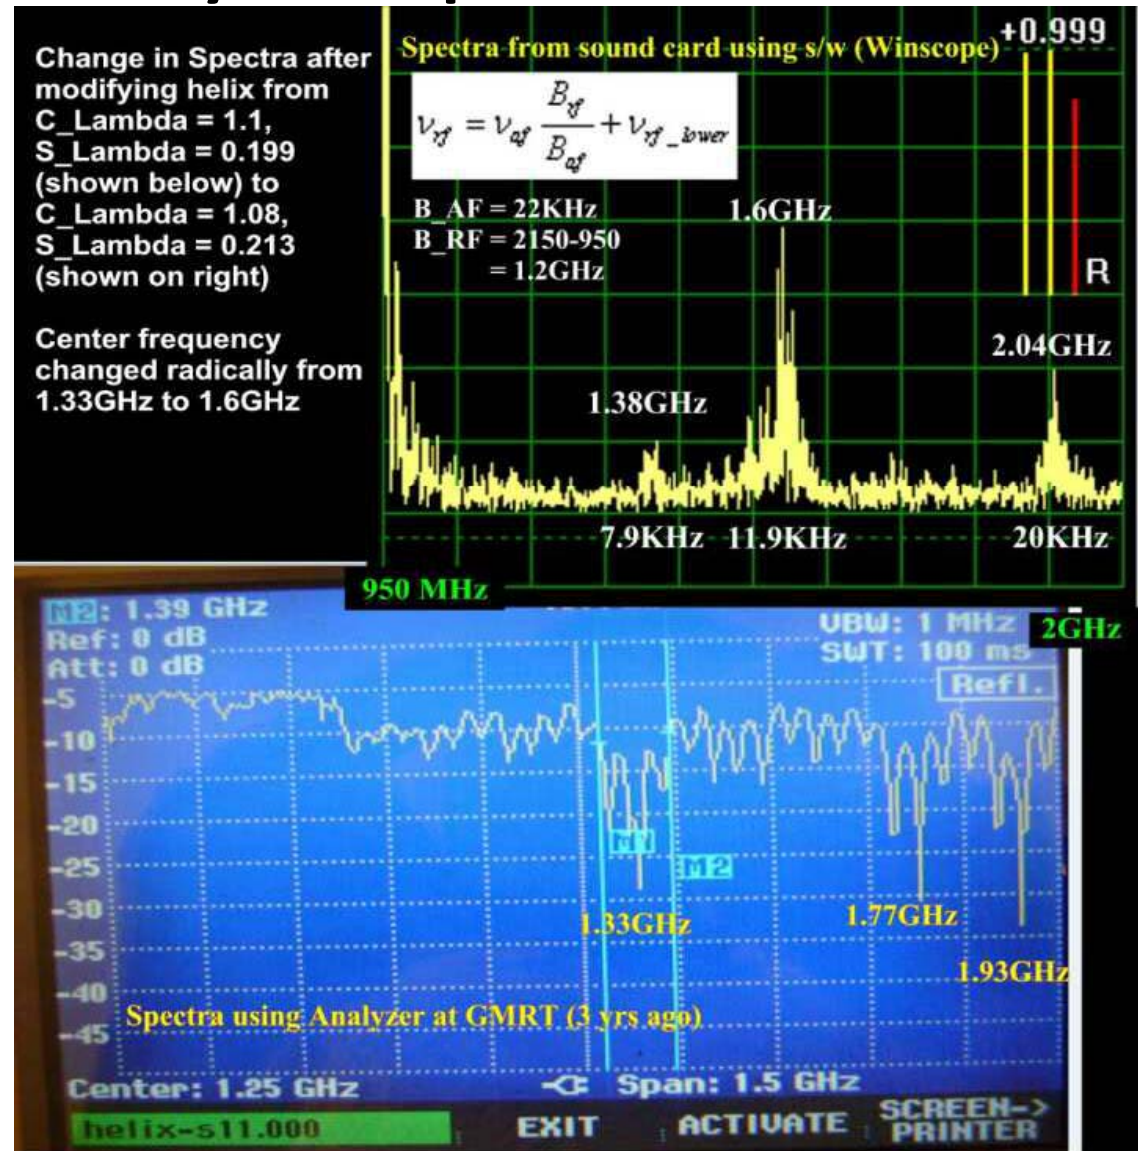 Change in Spectra after
modifying helix from
C_Lambda = 1.1,
S_Lambda = 0.199
(shown below) to
C_Lambda = 1.08,
S_Lambda = 0.213
(shown on right)
Center frequency
changed radically from
1.33GHz to 1.6GHz
Spectra from sound card using s/w (Winscope)
+0.999
ν_rf = ν_af B_rf / B_af + ν_rf_lower
B_AF = 22KHz
B_RF = 2150-950
= 1.2GHz
1.6GHz
R
2.04GHz
1.38GHz
7.9KHz 11.9KHz 20KHz
950 MHz
2GHz
M2: 1.39 GHz
Ref: 0 dB
Att: 0 dB
VBW: 1 MHz
SWT: 100 ms
Refl.
-5
-10
-15
-20
-25
-30
-35
-40
-45
M1
M2
1.33GHz
1.77GHz
1.93GHz
Spectra using Analyzer at GMRT (3 yrs ago)
Center: 1.25 GHz Span: 1.5 GHz
helix-s11.000 EXIT ACTIVATE SCREEN->
PRINTER